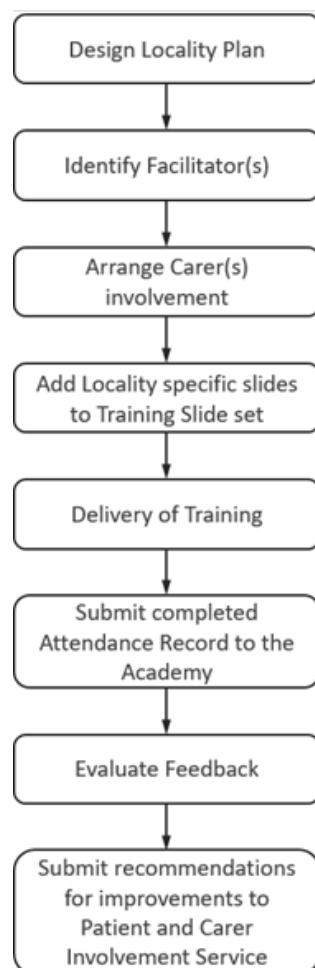 Design Locality Plan
Identify Facilitator(s)
Arrange Carer(s)
involvement
Add Locality specific slides
to Training Slide set
Delivery of Training
Submit completed
Attendance Record to the
Academy
Evaluate Feedback
Submit recommendations
for improvements to
Patient and Carer
Involvement Service